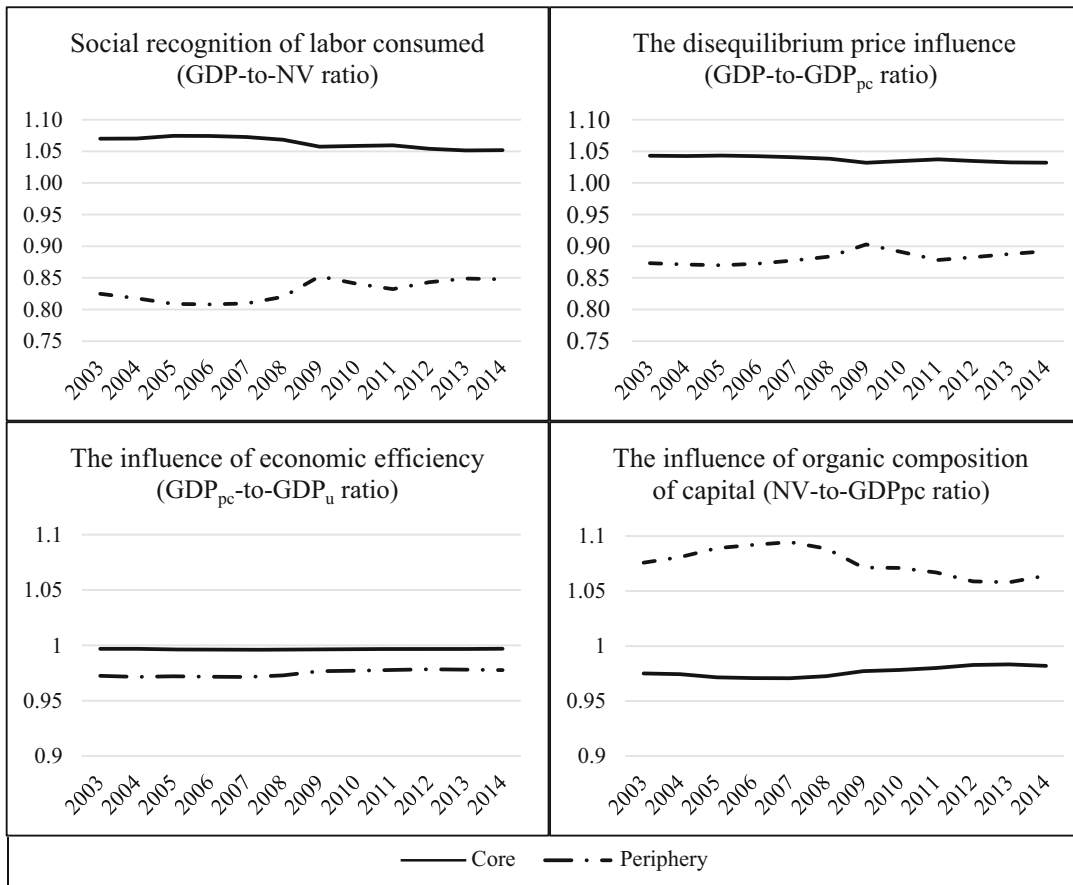 Social recognition of labor consumed
(GDP-to-NV ratio)
1.10
1.05
1.00
0.95
0.90
0.85
0.80
0.75
2003 2004 2005 2006 2007 2008 2009 2010 2011 2012 2013 2014
The disequilibrium price influence
(GDP-to-GDPpc ratio)
1.10
1.05
1.00
0.95
0.90
0.85
0.80
0.75
2003 2004 2005 2006 2007 2008 2009 2010 2011 2012 2013 2014
The influence of economic efficiency
(GDPpc-to-GDPu ratio)
1.1
1.05
1
0.95
0.9
2003 2004 2005 2006 2007 2008 2009 2010 2011 2012 2013 2014
The influence of organic composition
of capital (NV-to-GDPpc ratio)
1.1
1.05
1
0.95
0.9
2003 2004 2005 2006 2007 2008 2009 2010 2011 2012 2013 2014
Core Periphery